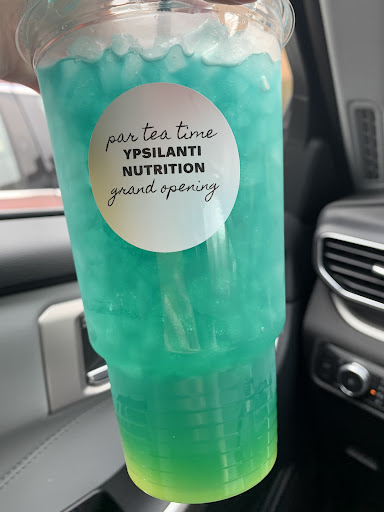 par tea time
YPSILANTI
NUTRITION
grand opening